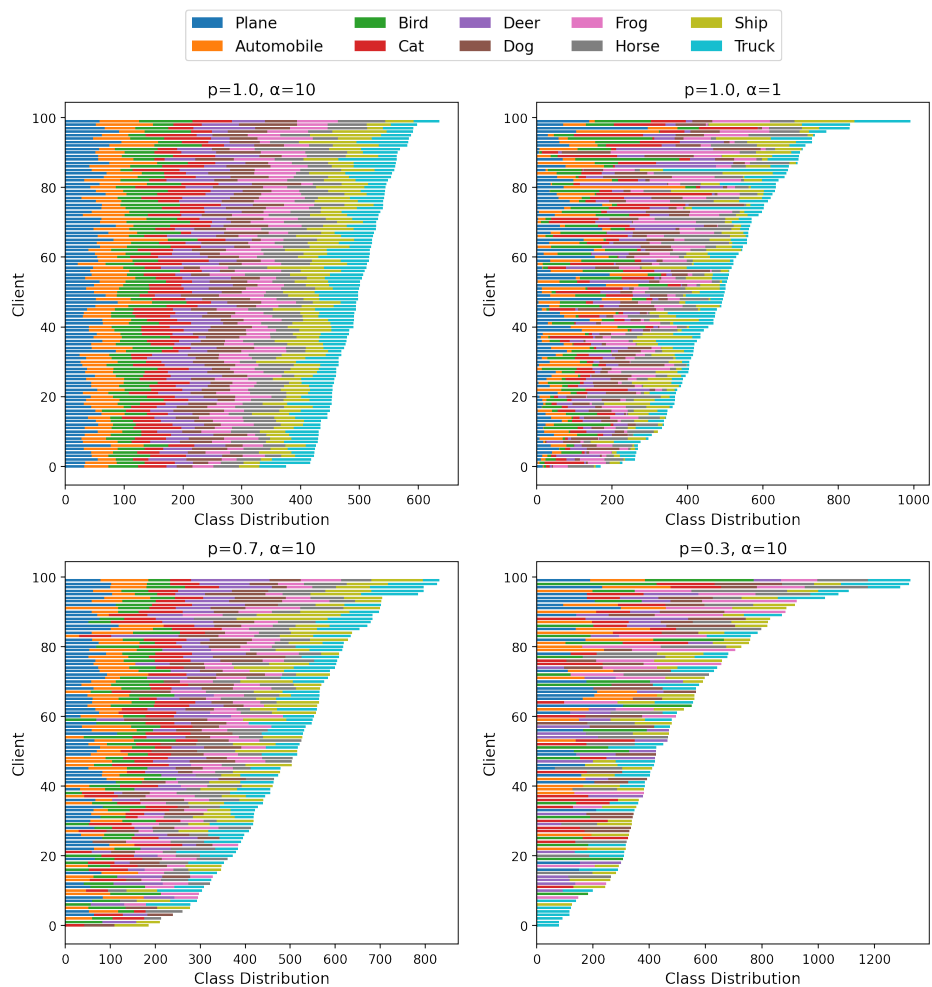 Plane Bird Deer Frog Ship
Automobile Cat Dog Horse Truck
p=1.0, α=10
100
80
60
40
20
0
Client
0 100 200 300 400 500 600
Class Distribution
p=1.0, α=1
100
80
60
40
20
0
Client
0 200 400 600 800 1000
Class Distribution
p=0.7, α=10
100
80
60
40
20
0
Client
0 100 200 300 400 500 600 700 800
Class Distribution
p=0.3, α=10
100
80
60
40
20
0
Client
0 200 400 600 800 1000 1200
Class Distribution